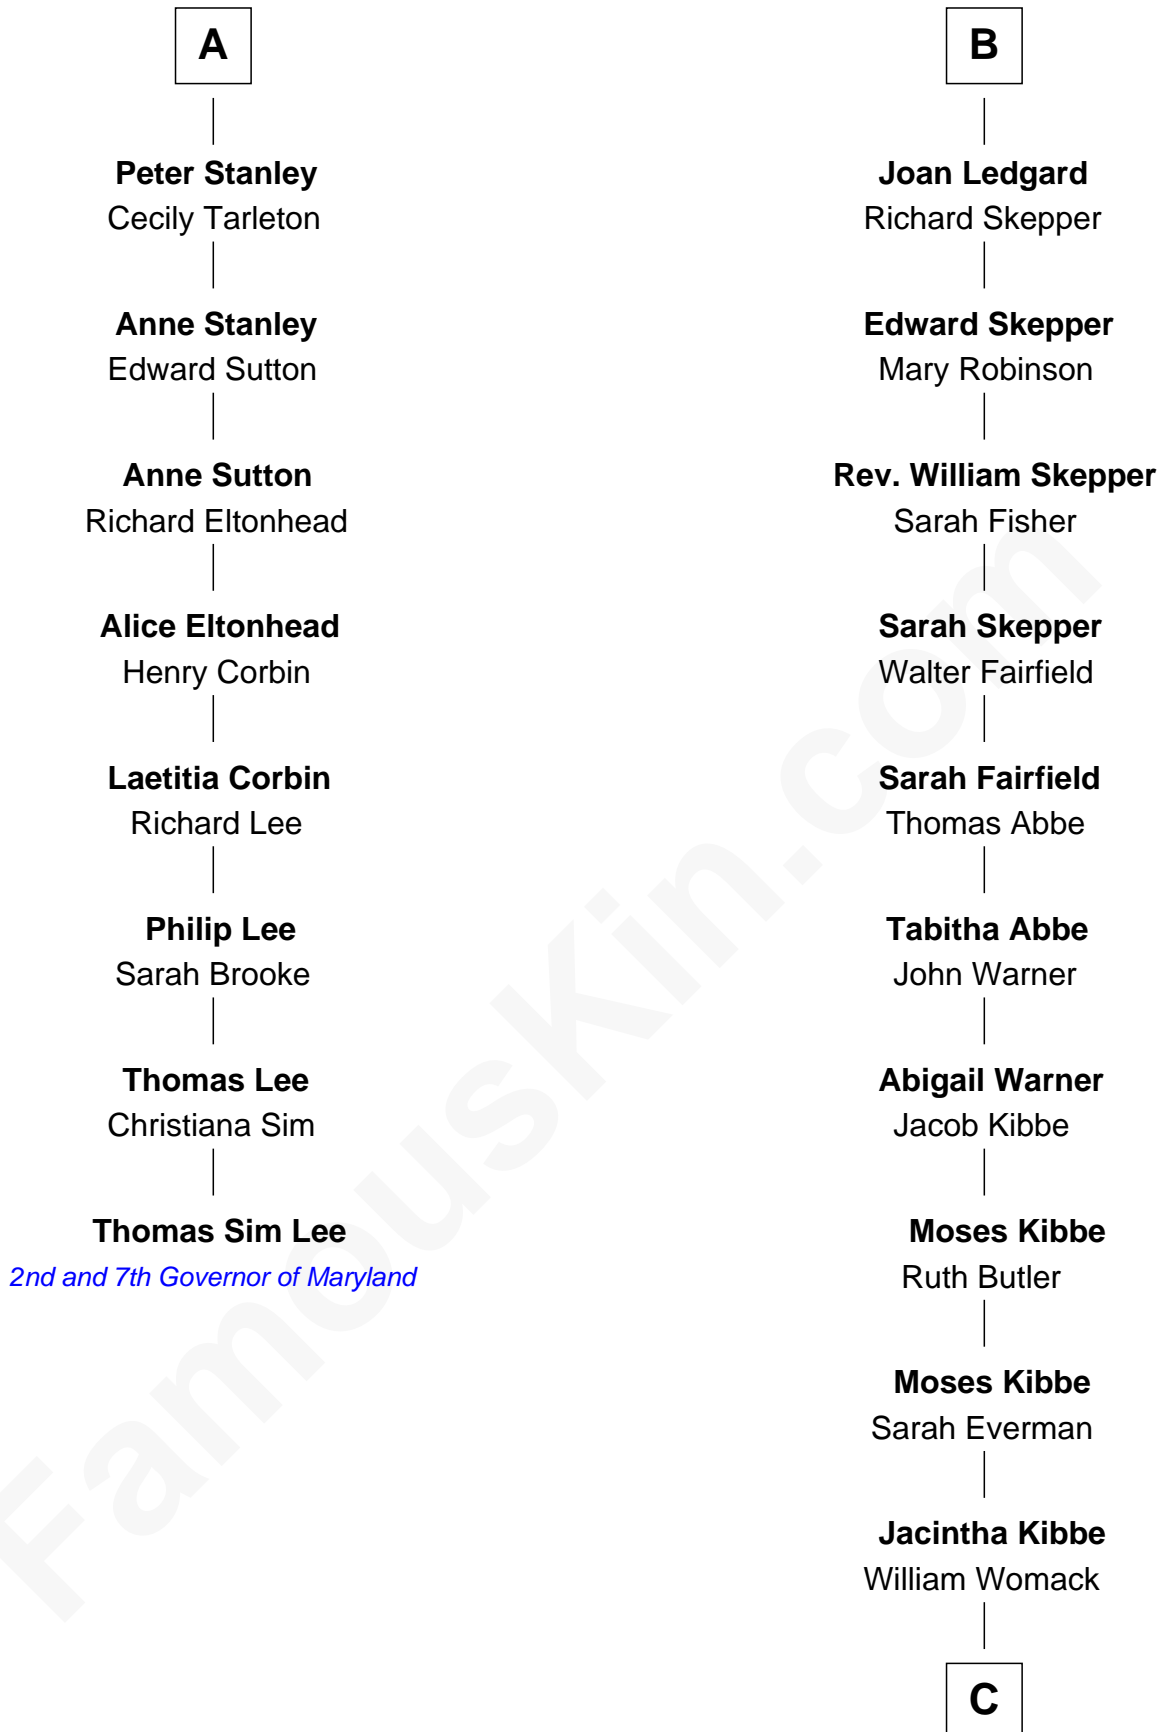 A
Peter Stanley
Cecily Tarleton
Anne Stanley
Edward Sutton
Anne Sutton
Richard Eltonhead
Alice Eltonhead
Henry Corbin
Laetitia Corbin
Richard Lee
Philip Lee
Sarah Brooke
Thomas Lee
Christiana Sim
Thomas Sim Lee
2nd and 7th Governor of Maryland
B
Joan Ledgard
Richard Skepper
Edward Skepper
Mary Robinson
Rev. William Skepper
Sarah Fisher
Sarah Skepper
Walter Fairfield
Sarah Fairfield
Thomas Abbe
Tabitha Abbe
John Warner
Abigail Warner
Jacob Kibbe
Moses Kibbe
Ruth Butler
Moses Kibbe
Sarah Everman
Jacintha Kibbe
William Womack
C
FamousKin.com